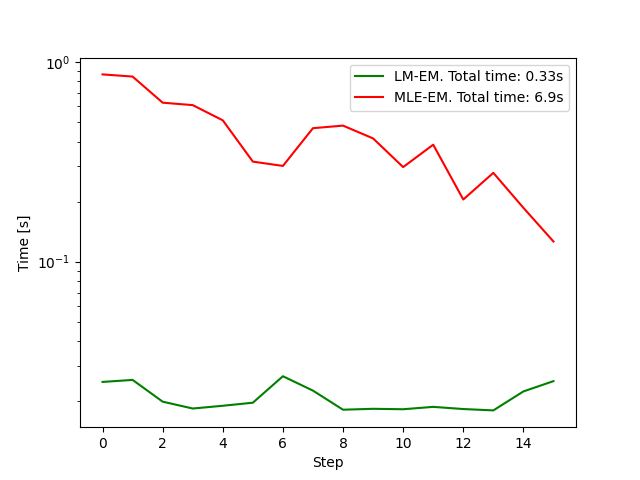 LM-EM. Total time: 0.33s
MLE-EM. Total time: 6.9s
10⁰
10⁻¹
Time [s]
0 2 4 6 8 10 12 14
Step